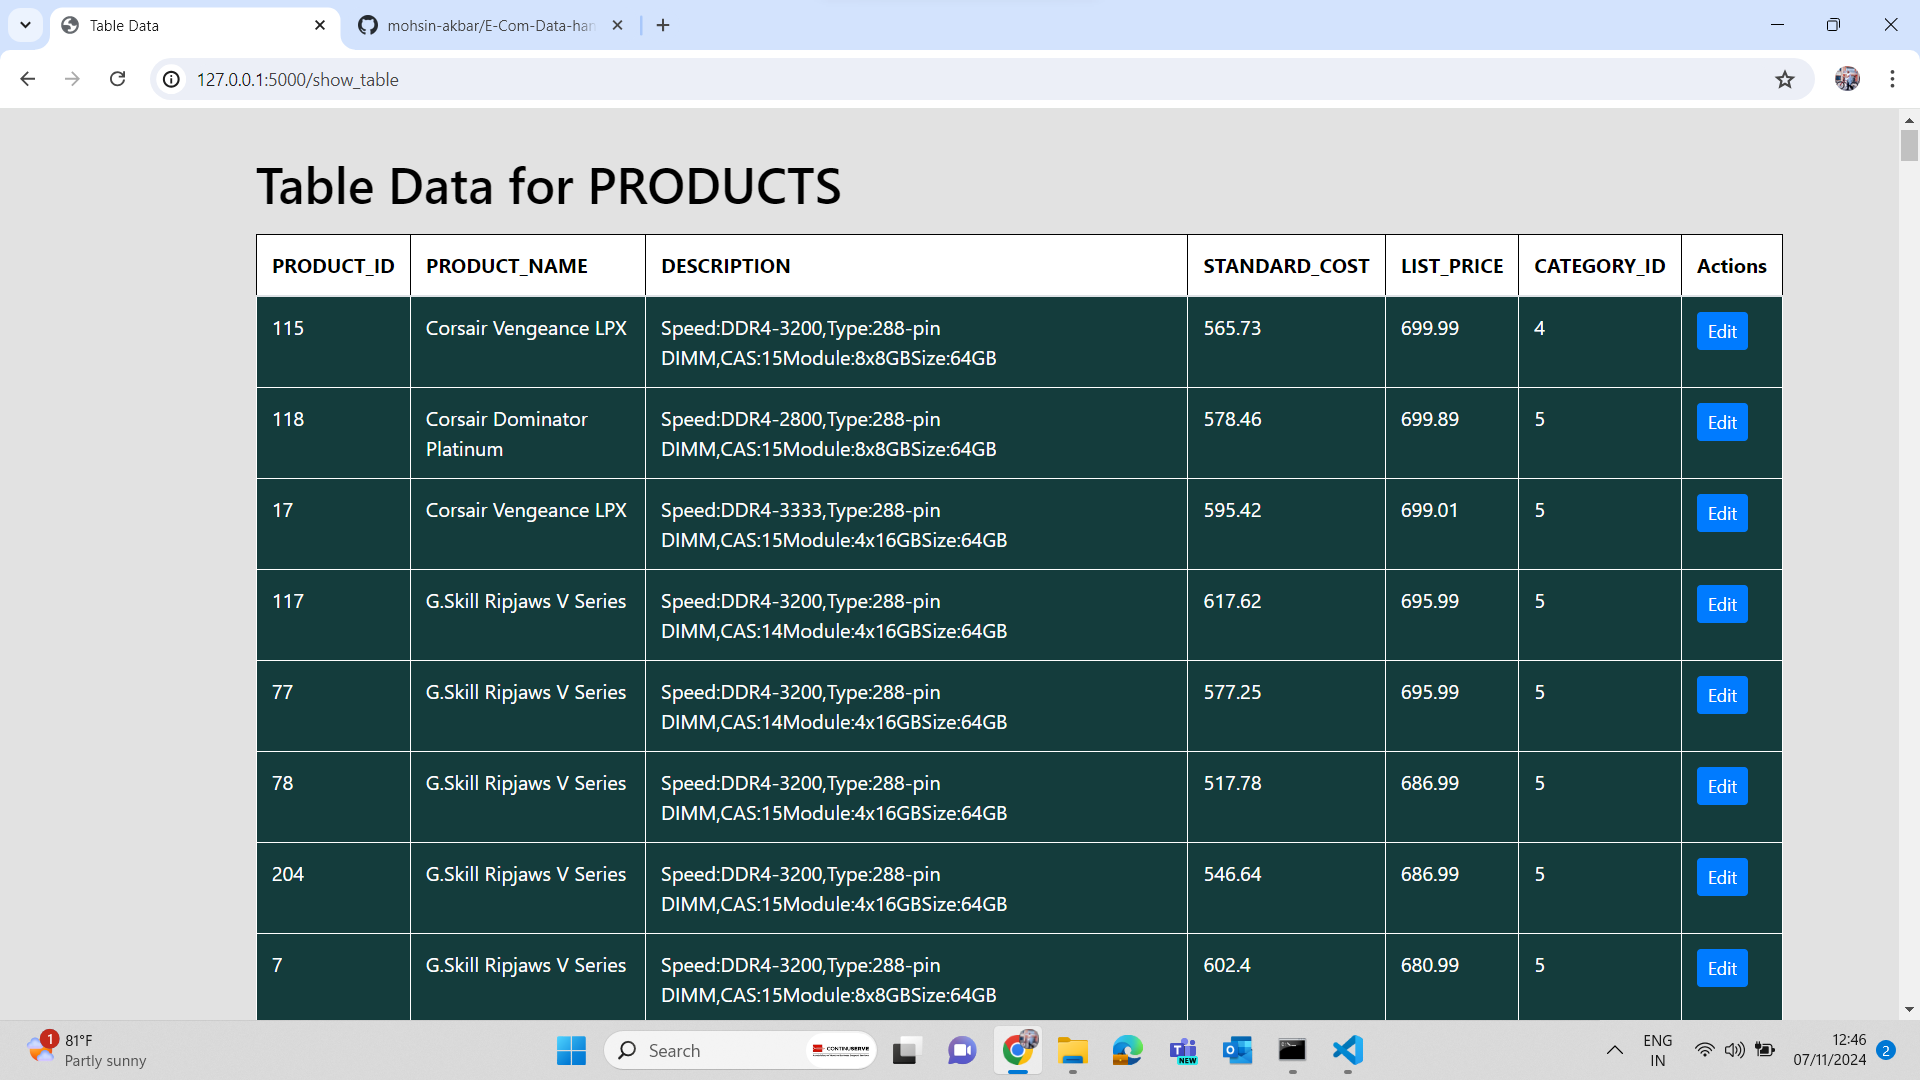 Table Data
mohsin-akbar/E-Com-Data-han
127.0.0.1:5000/show_table
Table Data for PRODUCTS
PRODUCT_ID PRODUCT_NAME DESCRIPTION STANDARD_COST LIST_PRICE CATEGORY_ID Actions
115 Corsair Vengeance LPX Speed:DDR4-3200,Type:288-pin 565.73 699.99 4 Edit
DIMM,CAS:15Module:8x8GBSize:64GB
118 Corsair Dominator Speed:DDR4-2800,Type:288-pin 578.46 699.89 5 Edit
Platinum DIMM,CAS:15Module:8x8GBSize:64GB
17 Corsair Vengeance LPX Speed:DDR4-3333,Type:288-pin 595.42 699.01 5 Edit
DIMM,CAS:15Module:4x16GBSize:64GB
117 G.Skill Ripjaws V Series Speed:DDR4-3200,Type:288-pin 617.62 695.99 5 Edit
DIMM,CAS:14Module:4x16GBSize:64GB
77 G.Skill Ripjaws V Series Speed:DDR4-3200,Type:288-pin 577.25 695.99 5 Edit
DIMM,CAS:14Module:4x16GBSize:64GB
78 G.Skill Ripjaws V Series Speed:DDR4-3200,Type:288-pin 517.78 686.99 5 Edit
DIMM,CAS:15Module:4x16GBSize:64GB
204 G.Skill Ripjaws V Series Speed:DDR4-3200,Type:288-pin 546.64 686.99 5 Edit
DIMM,CAS:15Module:4x16GBSize:64GB
7 G.Skill Ripjaws V Series Speed:DDR4-3200,Type:288-pin 602.4 680.99 5 Edit
DIMM,CAS:15Module:8x8GBSize:64GB
1 81°F
Partly sunny
Search
CONTINUSERVE
NEW
ENG
IN
12:46
07/11/2024
2